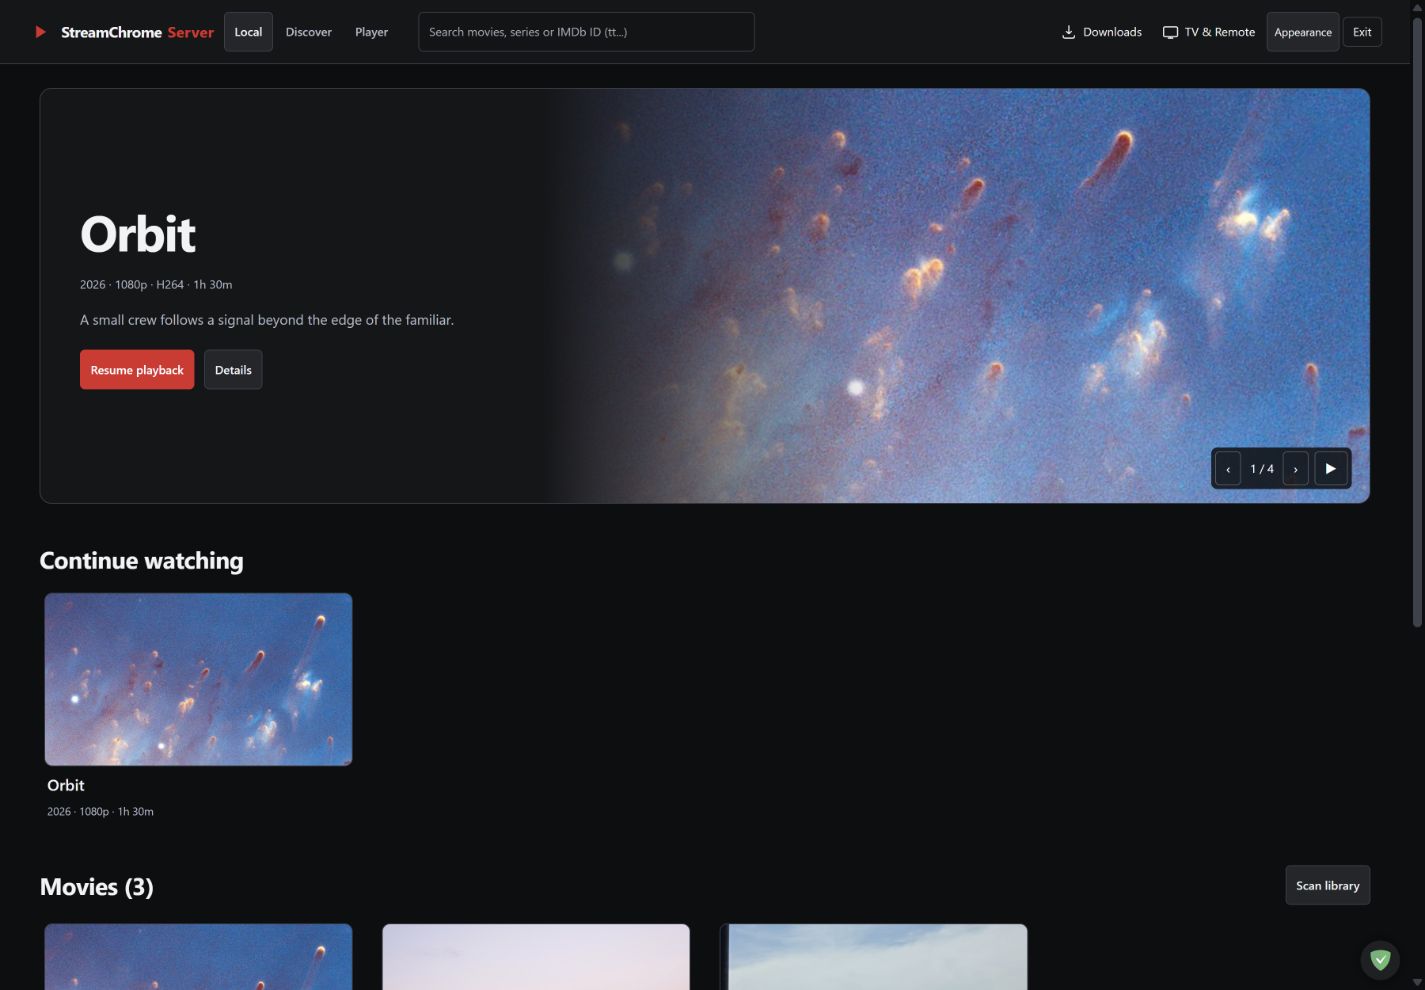 StreamChrome Server
Local
Discover
Player
Search movies, series or IMDb ID (tt...)
Downloads
TV & Remote
Appearance
Exit
Orbit
2026 · 1080p · H264 · 1h 30m
A small crew follows a signal beyond the edge of the familiar.
Resume playback
Details
‹ 1 / 4 ›
Continue watching
Orbit
2026 · 1080p · 1h 30m
Movies (3)
Scan library